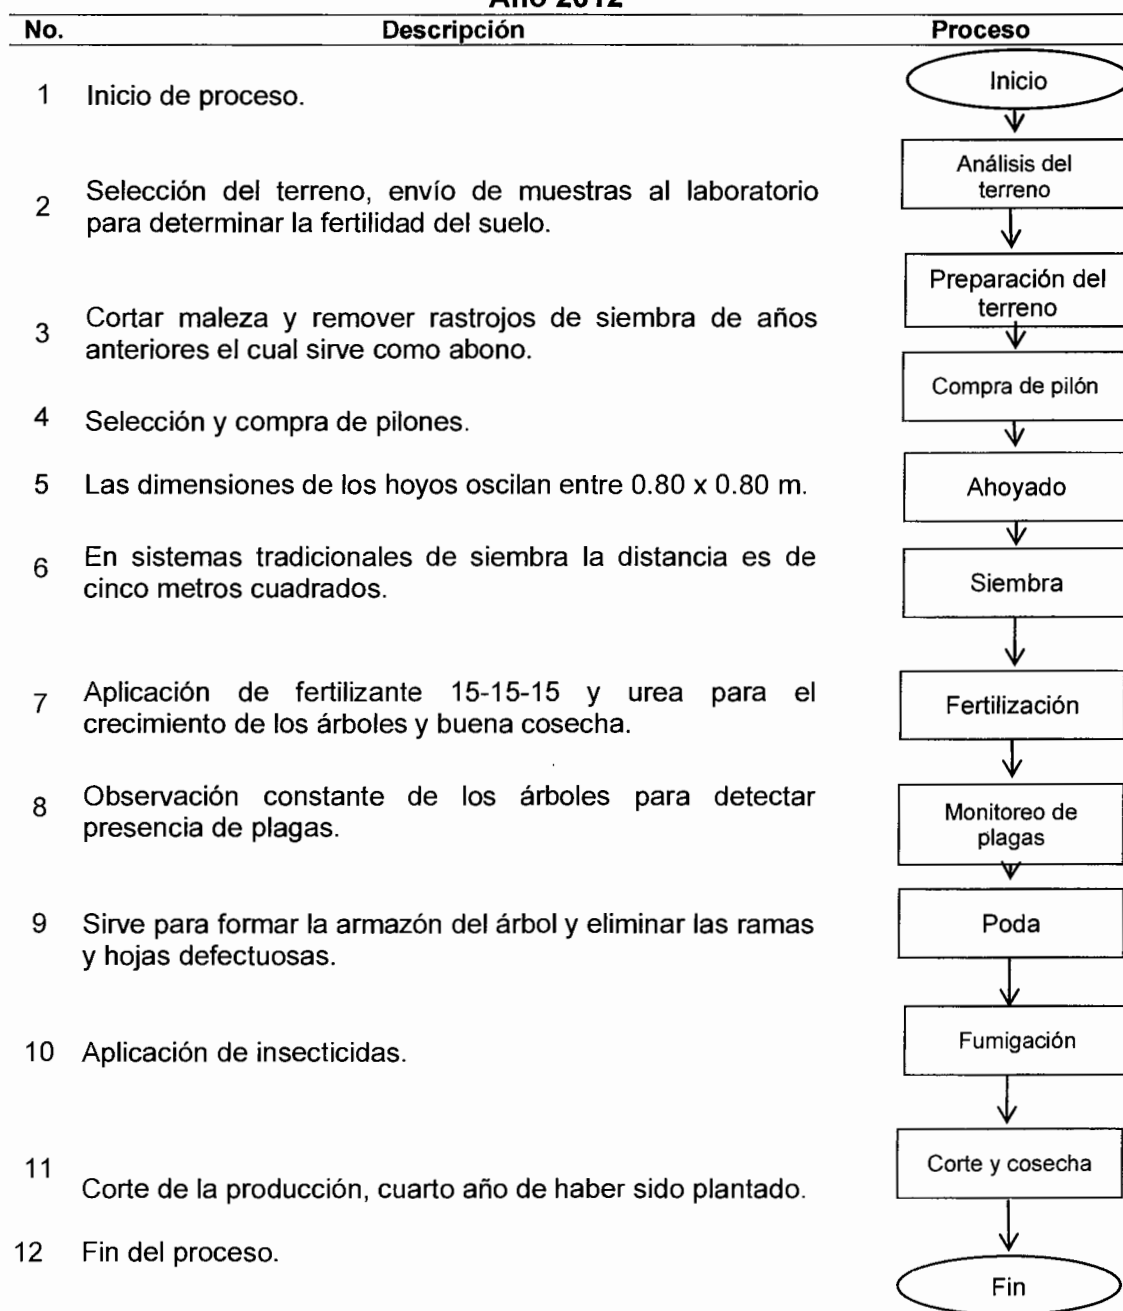 Año 2012
No. Descripción Proceso
1 Inicio de proceso. Inicio
2 Selección del terreno, envío de muestras al laboratorio
para determinar la fertilidad del suelo.
Análisis del
terreno
3 Cortar maleza y remover rastrojos de siembra de años
anteriores el cual sirve como abono.
Preparación del
terreno
4 Selección y compra de pilones.
Compra de pilón
5 Las dimensiones de los hoyos oscilan entre 0.80 x 0.80 m.
Ahoyado
6 En sistemas tradicionales de siembra la distancia es de
cinco metros cuadrados.
Siembra
7 Aplicación de fertilizante 15-15-15 y urea para el
crecimiento de los árboles y buena cosecha.
Fertilización
8 Observación constante de los árboles para detectar
presencia de plagas.
Monitoreo de
plagas
9 Sirve para formar la armazón del árbol y eliminar las ramas
y hojas defectuosas.
Poda
10 Aplicación de insecticidas.
Fumigación
11 Corte de la producción, cuarto año de haber sido plantado.
Corte y cosecha
12 Fin del proceso.
Fin